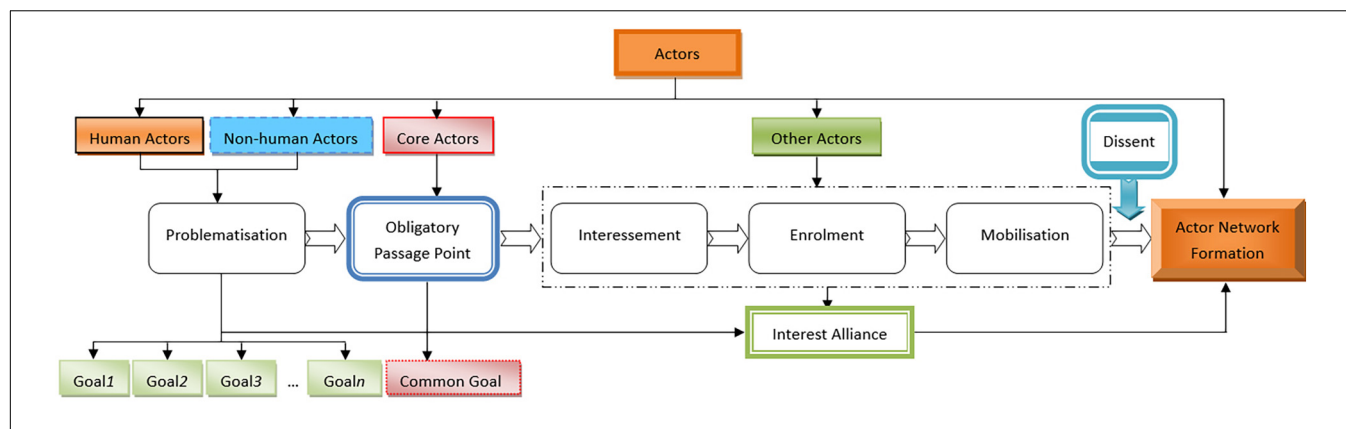 Actors
Human Actors
Non-human Actors
Core Actors
Other Actors
Dissent
Problematisation
Obligatory
Passage Point
Interessement
Enrolment
Mobilisation
Actor Network
Formation
Interest Alliance
Goal1
Goal2
Goal3
...
Goaln
Common Goal